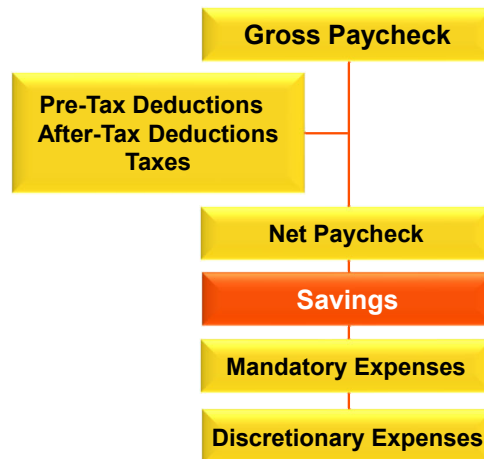 Gross Paycheck
Pre-Tax Deductions
After-Tax Deductions
Taxes
Net Paycheck
Savings
Mandatory Expenses
Discretionary Expenses